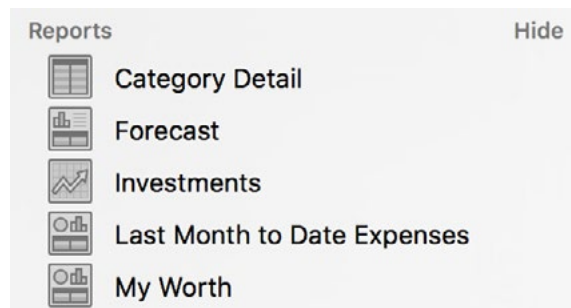 Reports Hide
Category Detail
Forecast
Investments
Last Month to Date Expenses
My Worth